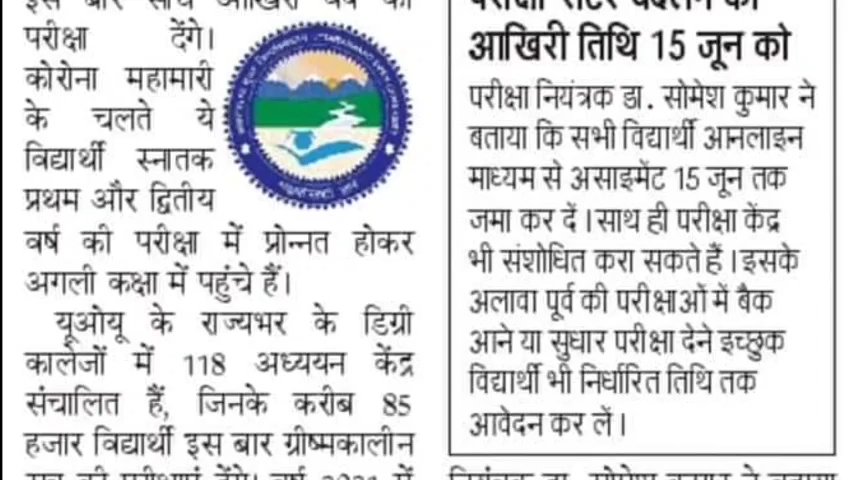 परीक्षा देंगे।
कोरोना महामारी
के चलते ये
विद्यार्थी स्नातक
प्रथम और द्वितीय
वर्ष की परीक्षा में प्रोन्नत होकर
अगली कक्षा में पहुंचे हैं।
यूओयू के राज्यभर के डिग्री
कालेजों में 118 अध्ययन केंद्र
संचालित हैं, जिनके करीब 85
हजार विद्यार्थी इस बार ग्रीष्मकालीन
आखिरी तिथि 15 जून को
परीक्षा नियंत्रक डा. सोमेश कुमार ने
बताया कि सभी विद्यार्थी आनलाइन
माध्यम से असाइमेंट 15 जून तक
जमा कर दें। साथ ही परीक्षा केंद्र
भी संशोधित करा सकते हैं। इसके
अलावा पूर्व की परीक्षाओं में बैक
आने या सुधार परीक्षा देने इच्छुक
विद्यार्थी भी निर्धारित तिथि तक
आवेदन कर लें।